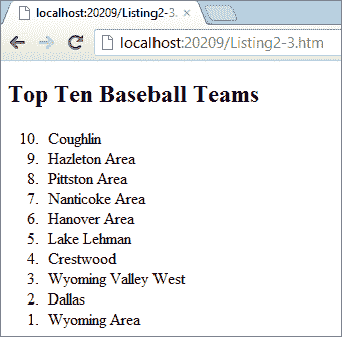 localhost:20209/Listing2-3.
localhost:20209/Listing2-3.htm
Top Ten Baseball Teams
10. Coughlin
9. Hazleton Area
8. Pittston Area
7. Nanticoke Area
6. Hanover Area
5. Lake Lehman
4. Crestwood
3. Wyoming Valley West
2. Dallas
1. Wyoming Area